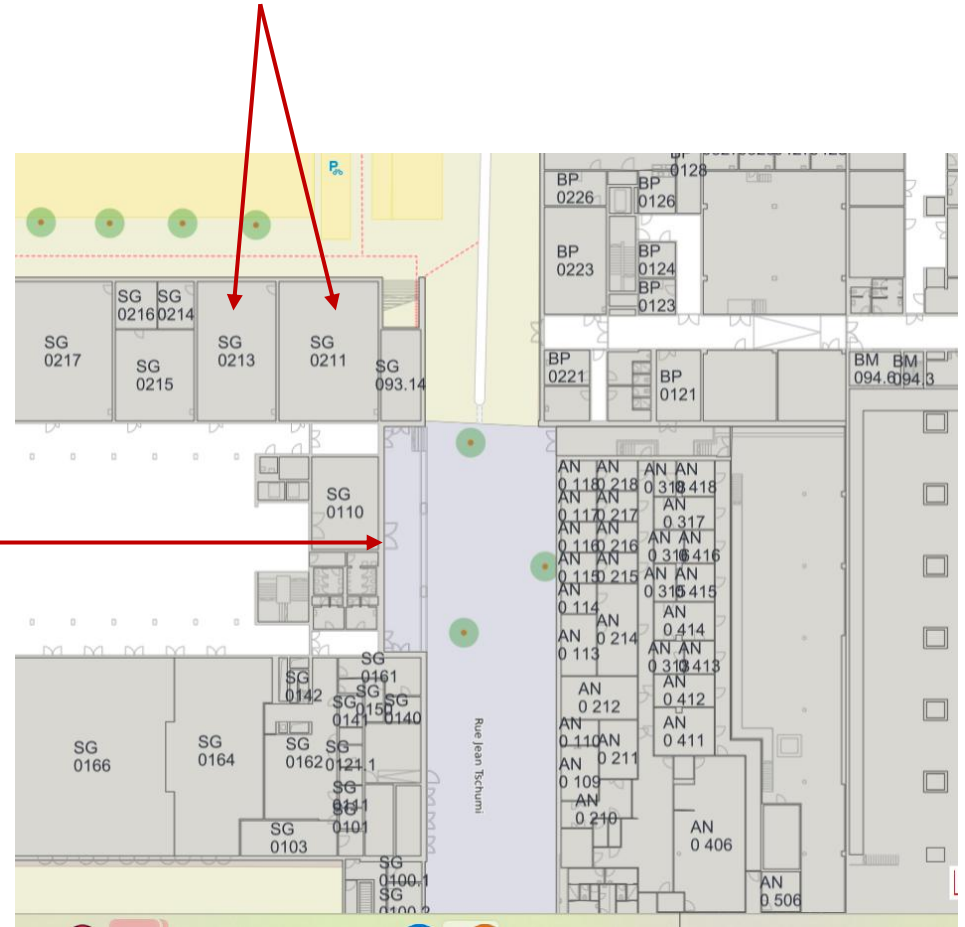 P
BP
0128
BP
0226
BP
0126
BP
0223
BP
0124
BP
0123
SG
0216
SG
0214
SG
0217
SG
0215
SG
0213
SG
0211
SG
093.14
BP
0221
BP
0121
BM
094.6
BM
094.3
SG
0110
AN
0 118
AN
0 218
AN
0 318
AN
0 418
AN
0 117
AN
0 217
AN
0 317
AN
0 116
AN
0 216
AN
0 316
AN
0 416
AN
0 115
AN
0 215
AN
0 315
AN
0 415
AN
0 114
AN
0 214
AN
0 414
AN
0 113
AN
0 313
AN
0 413
AN
0 212
AN
0 412
AN
0 110
AN
0 211
AN
0 411
AN
0 109
AN
0 210
AN
0 406
AN
0 506
SG
0161
SG
0142
SG
0150
SG
0141
SG
0140
SG
0166
SG
0164
SG
0162
SG
0121.1
SG
0111
SG
0101
SG
0103
SG
0100.1
SG
Rue Jean Tschumi